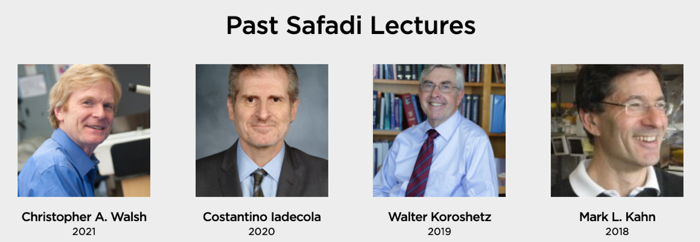 Past Safadi Lectures
Christopher A. Walsh
Costantino Iadecola
Walter Koroshetz
Mark L. Kahn
2021
2020
2019
2018